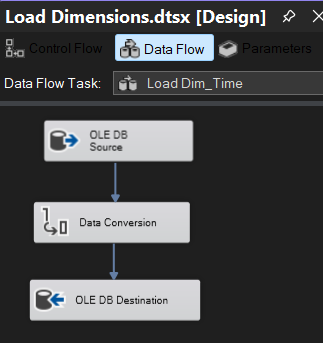 Load Dimensions.dtsx [Design]
Control Flow Data Flow Parameters
Data Flow Task: Load Dim_Time
OLE DB
Source
Data Conversion
OLE DB Destination